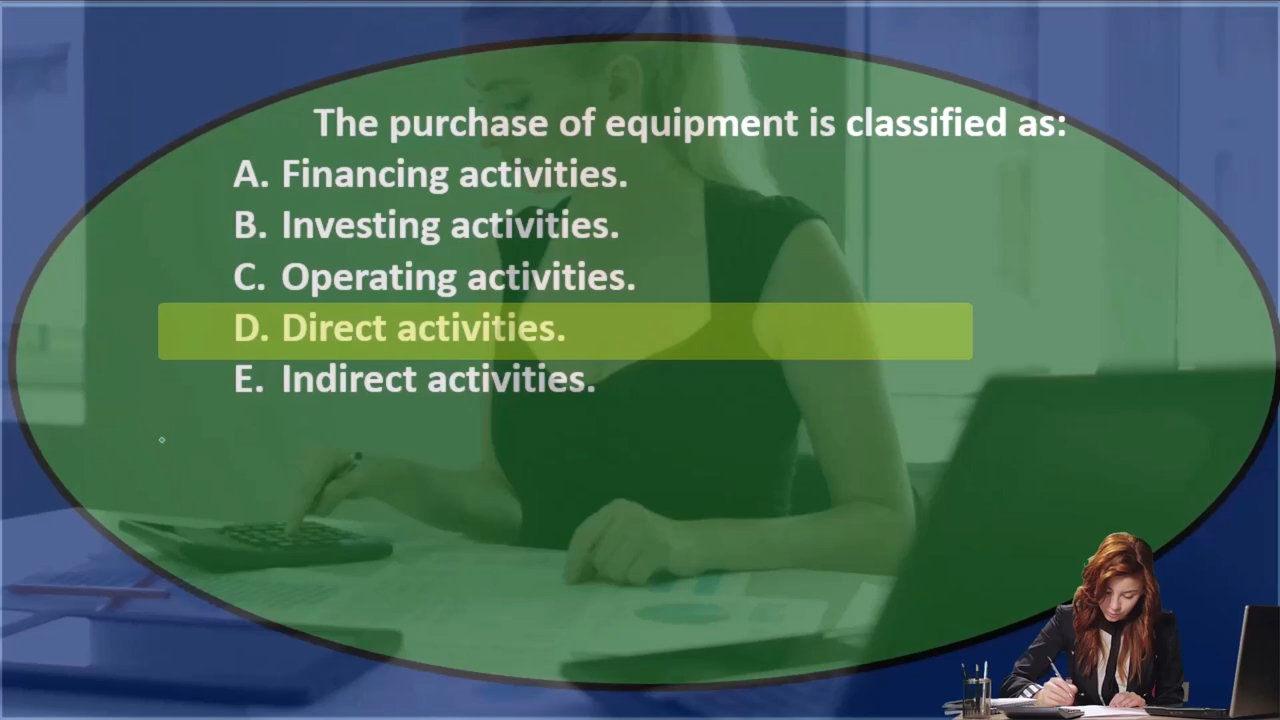 The purchase of equipment is classified as:
A. Financing activities.
B. Investing activities.
C. Operating activities.
D. Direct activities.
E. Indirect activities.